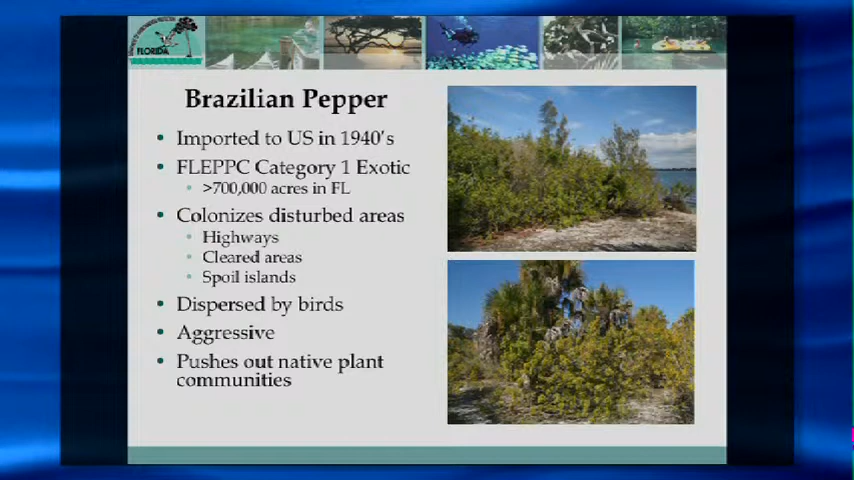 FLORIDA
Brazilian Pepper
• Imported to US in 1940's
• FLEPPC Category 1 Exotic
• >700,000 acres in FL
• Colonizes disturbed areas
• Highways
• Cleared areas
• Spoil islands
• Dispersed by birds
• Aggressive
• Pushes out native plant
communities